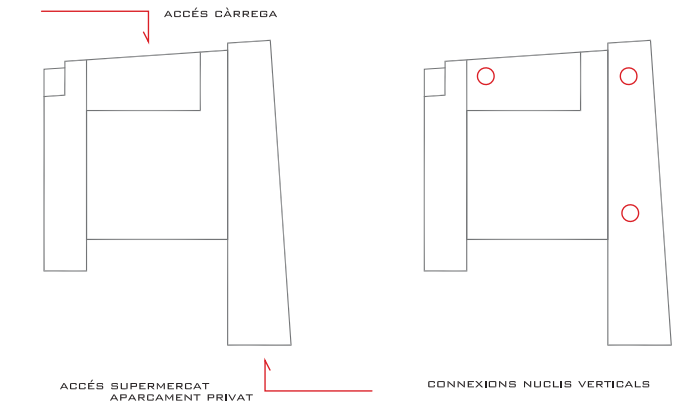 ACCÉS CÀRREGA
ACCÉS SUPERMERCAT
APARCAMENT PRIVAT
CONNEXIONS NUCLIS VERTICALS